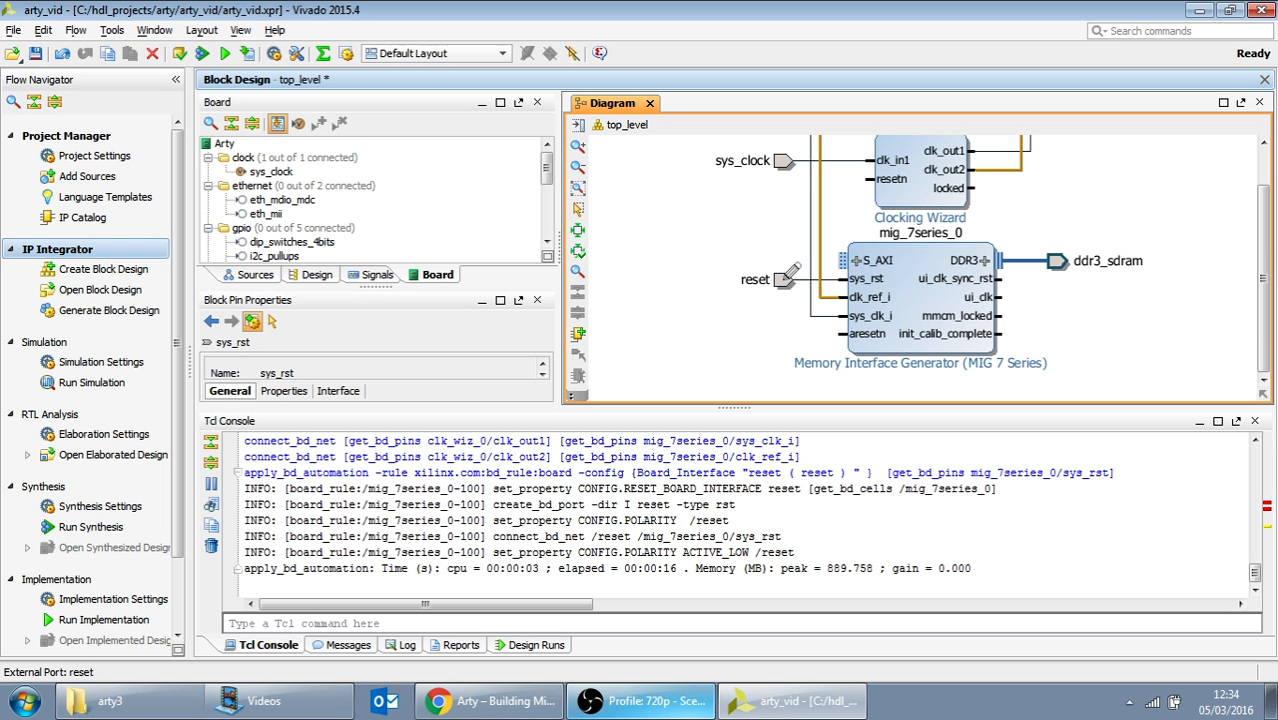 arty_vid - [C:/hdl_projects/arty/arty_vid/arty_vid.xpr] - Vivado 2015.4
File Edit Flow Tools Window Layout View Help
Search commands
Default Layout
Ready
Flow Navigator
Project Manager
Project Settings
Add Sources
Language Templates
IP Catalog
IP Integrator
Create Block Design
Open Block Design
Generate Block Design
Simulation
Simulation Settings
Run Simulation
RTL Analysis
Elaboration Settings
Open Elaborated Design
Synthesis
Synthesis Settings
Run Synthesis
Open Synthesized Design
Implementation
Implementation Settings
Run Implementation
Open Implemented Design
Block Design - top_level *
Board
Arty
clock (1 out of 1 connected)
sys_clock
ethernet (0 out of 2 connected)
eth_mdio_mdc
eth_mii
gpio (0 out of 5 connected)
dip_switches_4bits
i2c_pullups
Sources Design Signals Board
Block Pin Properties
sys_rst
Name: sys_rst
General Properties Interface
Diagram
top_level
sys_clock
clk_in1
resetn
clk_out1
clk_out2
locked
Clocking Wizard
mig_7series_0
reset
S_AXI
sys_rst
clk_ref_i
sys_clk_i
aresetn
DDR3
ui_clk_sync_rst
ui_clk
mmcm_locked
init_calib_complete
ddr3_sdram
Memory Interface Generator (MIG 7 Series)
Tcl Console
connect_bd_net [get_bd_pins clk_wiz_0/clk_out1] [get_bd_pins mig_7series_0/sys_clk_i]
connect_bd_net [get_bd_pins clk_wiz_0/clk_out2] [get_bd_pins mig_7series_0/clk_ref_i]
apply_bd_automation -rule xilinx.com:bd_rule:board -config {Board_Interface "reset ( reset ) " }  [get_bd_pins mig_7series_0/sys_rst]
INFO: [board_rule:/mig_7series_0-100] set_property CONFIG.RESET_BOARD_INTERFACE reset [get_bd_cells /mig_7series_0]
INFO: [board_rule:/mig_7series_0-100] create_bd_port -dir I reset -type rst
INFO: [board_rule:/mig_7series_0-100] set_property CONFIG.POLARITY  /reset
INFO: [board_rule:/mig_7series_0-100] connect_bd_net /reset /mig_7series_0/sys_rst
INFO: [board_rule:/mig_7series_0-100] set_property CONFIG.POLARITY ACTIVE_LOW /reset
apply_bd_automation: Time (s): cpu = 00:00:03 ; elapsed = 00:00:16 . Memory (MB): peak = 889.758 ; gain = 0.000
Type a Tcl command here
Tcl Console Messages Log Reports Design Runs
External Port: reset
arty3
Videos
Arty – Building Mi...
Profile: 720p - Sce...
arty_vid - [C:/hd...
12:34
05/03/2016